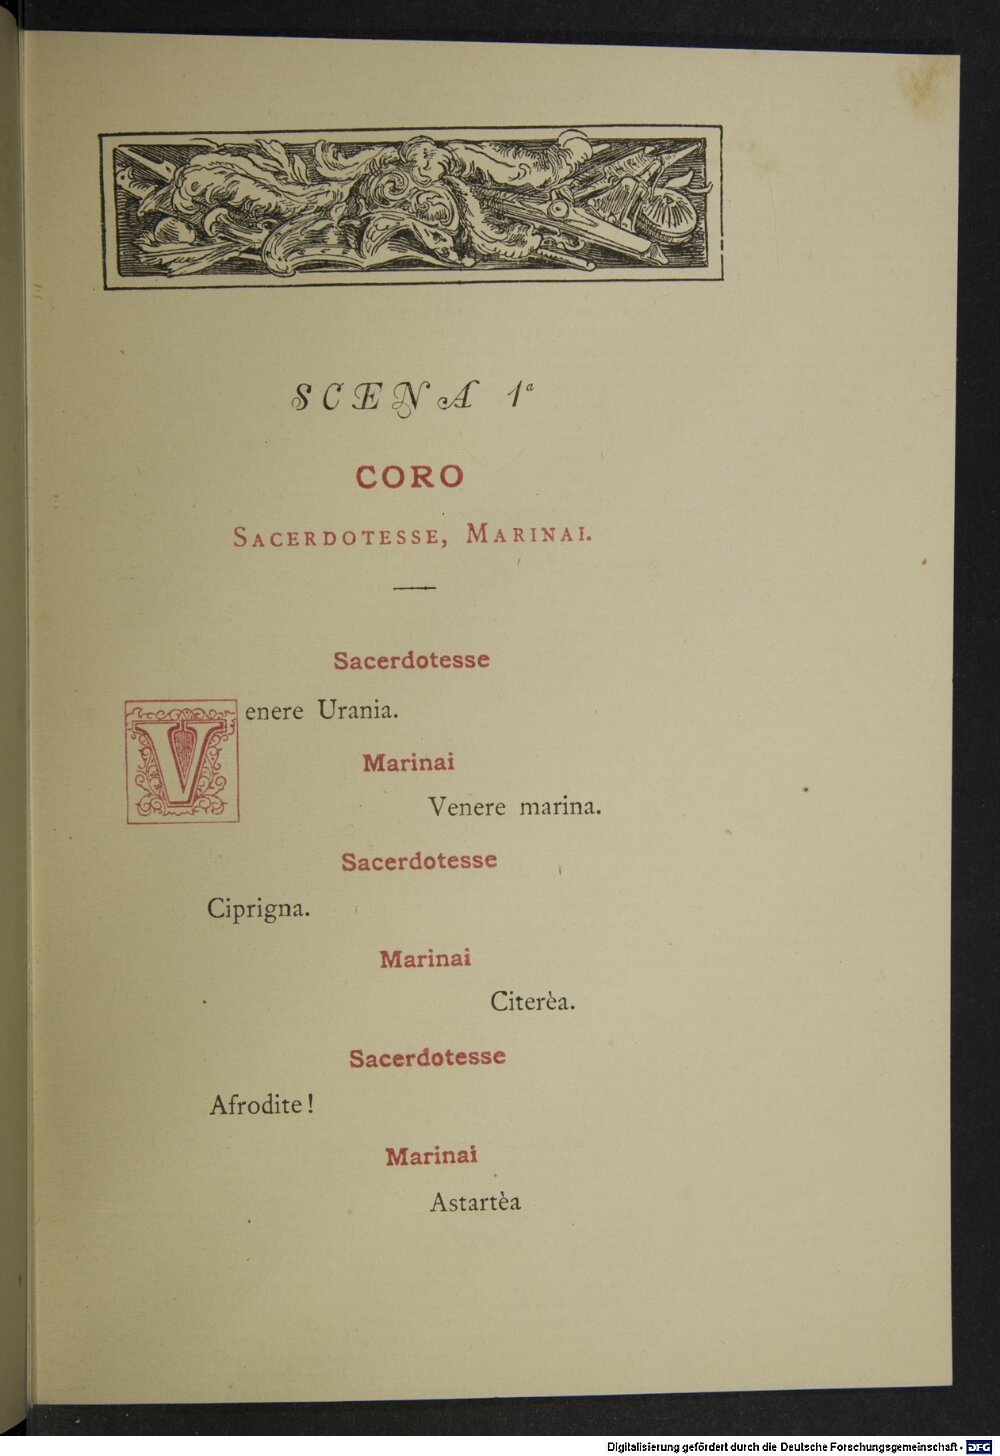 SCENA 1ª
CORO
SACERDOTESSE, MARINAI.
Sacerdotesse
Venere Urania.
Marinai
Venere marina.
Sacerdotesse
Ciprigna.
Marinai
Citerèa.
Sacerdotesse
Afrodite!
Marinai
Astartèa
Digitalisierung gefördert durch die Deutsche Forschungsgemeinschaft - DFG